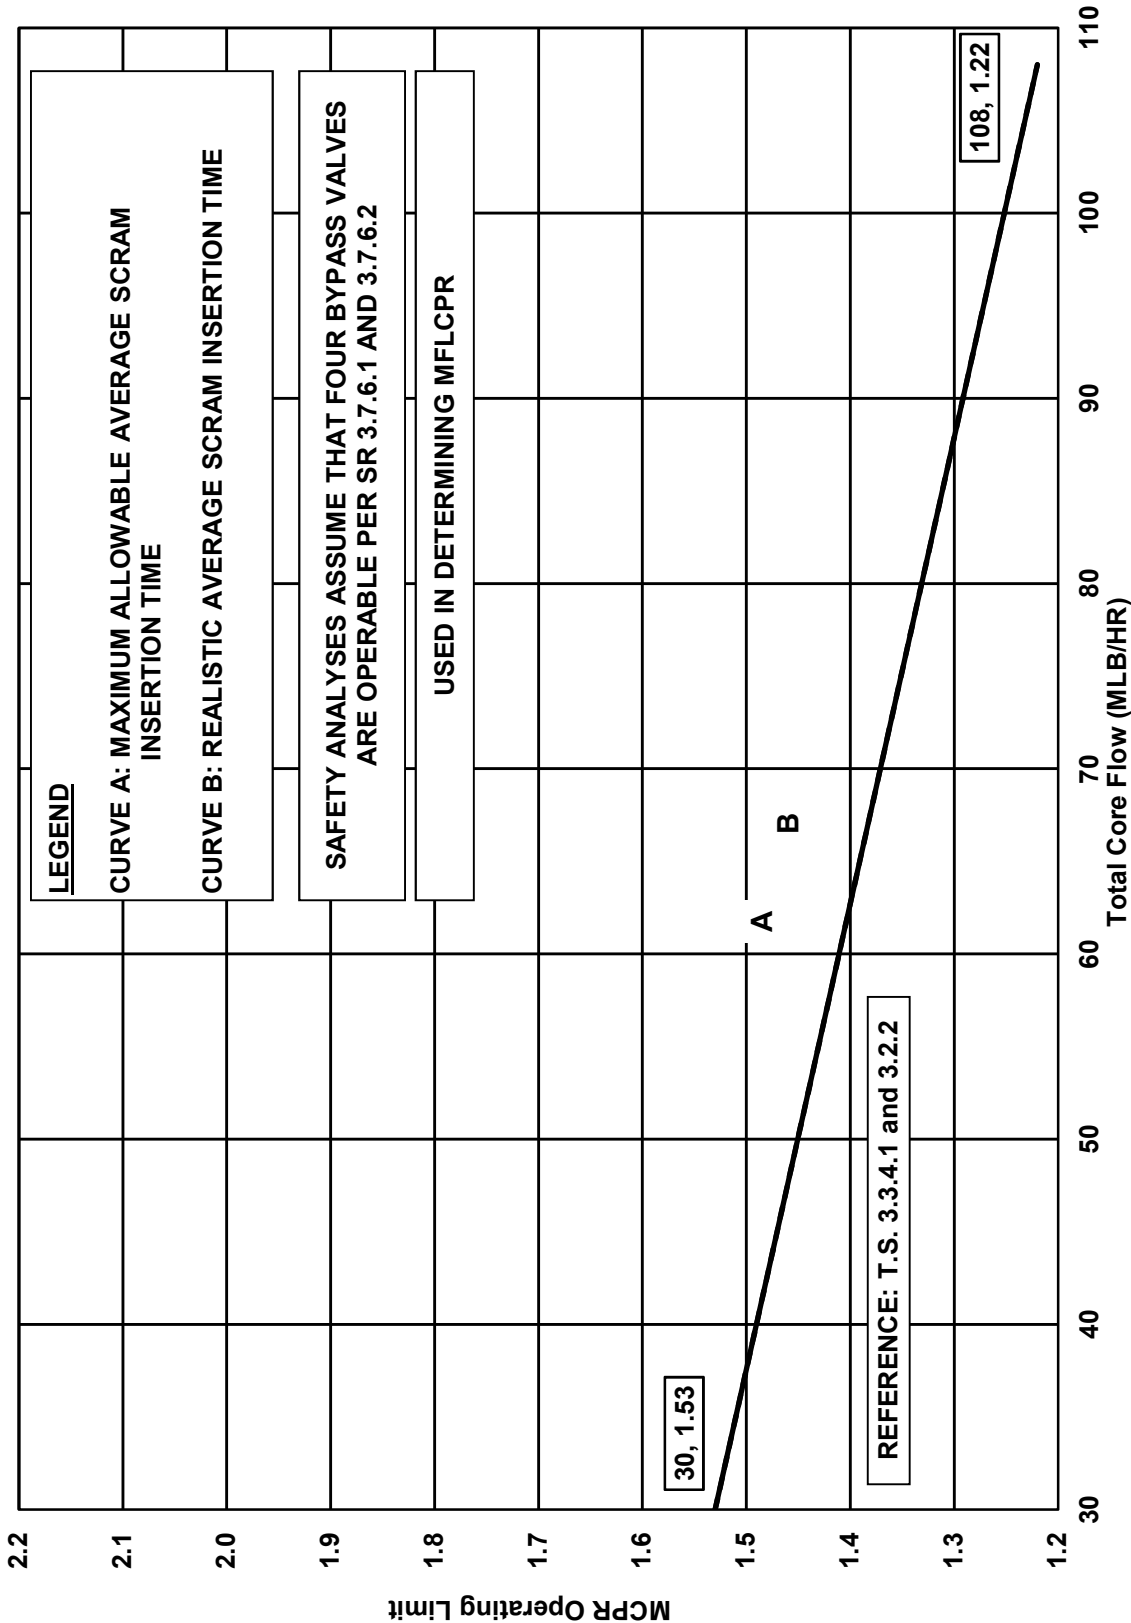 LEGEND
CURVE A: MAXIMUM ALLOWABLE AVERAGE SCRAM
INSERTION TIME
CURVE B: REALISTIC AVERAGE SCRAM INSERTION TIME
SAFETY ANALYSES ASSUME THAT FOUR BYPASS VALVES
ARE OPERABLE PER SR 3.7.6.1 AND 3.7.6.2
USED IN DETERMINING MFLCPR
MCPR Operating Limit
2.2
2.1
2.0
1.9
1.8
1.7
1.6
1.5
1.4
1.3
1.2
30, 1.53
A
B
108, 1.22
REFERENCE: T.S. 3.3.4.1 and 3.2.2
30
40
50
60
70
80
90
100
110
Total Core Flow (MLB/HR)